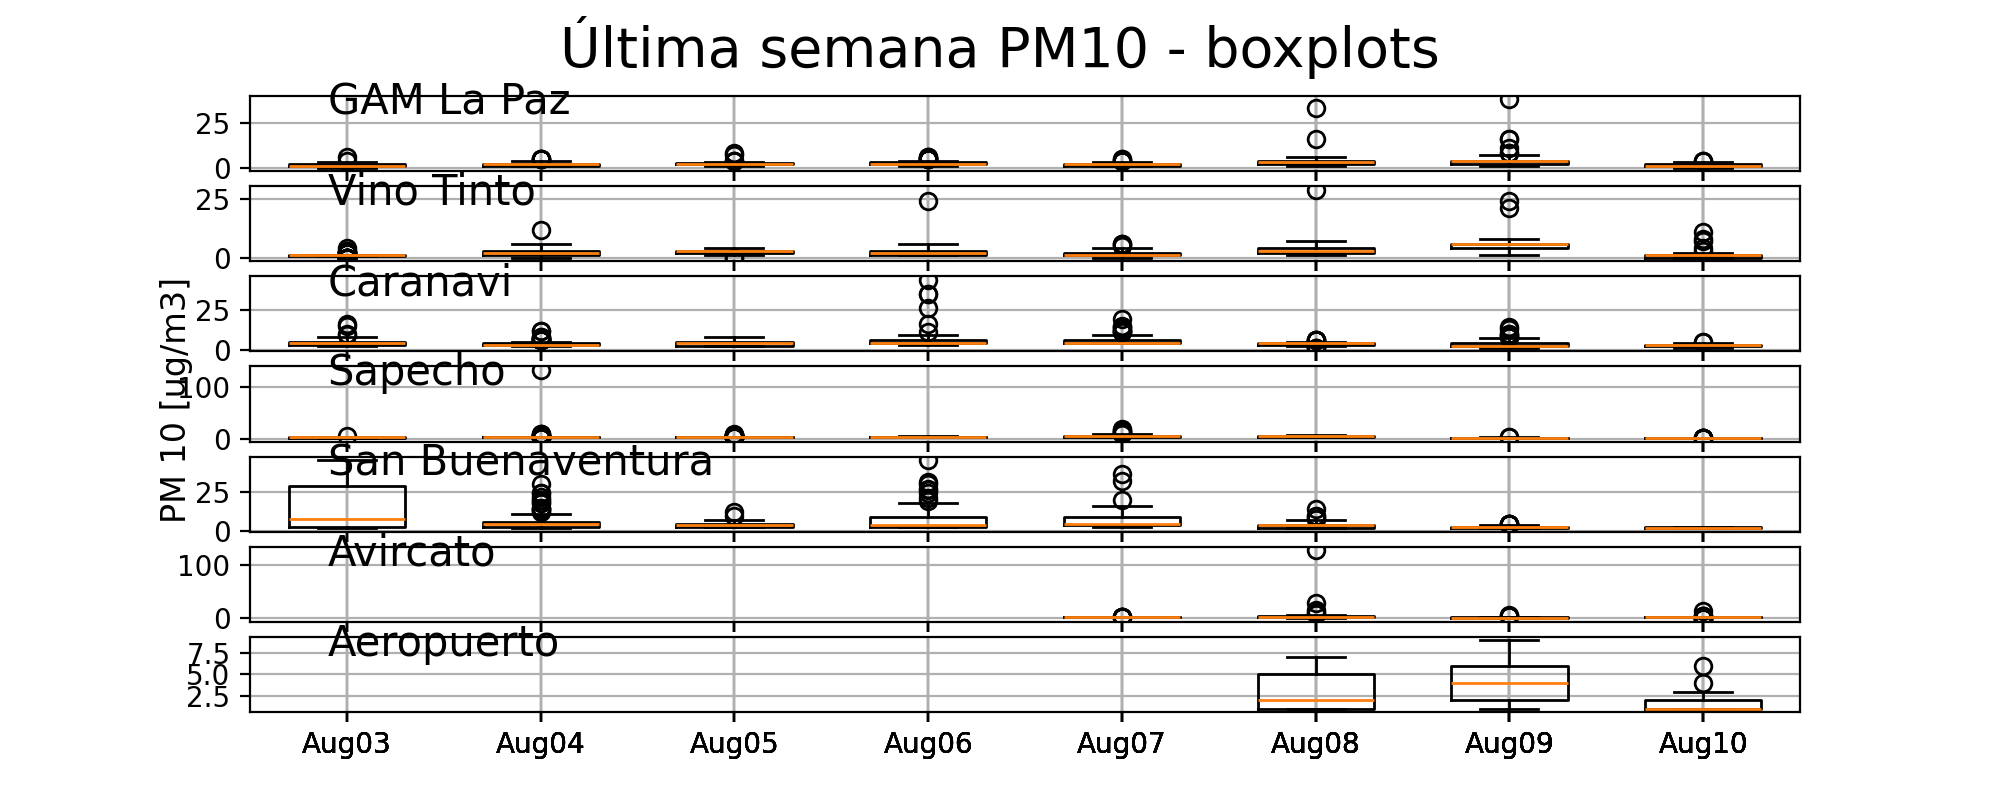 Última semana PM10 - boxplots
GAM La Paz
25
0
Vino Tinto
25
0
Caranavi
25
0
PM 10 [µg/m3]
Sapecho
100
0
San Buenaventura
25
0
Avircato
100
0
Aeropuerto
7.5
5.0
2.5
Aug03 Aug04 Aug05 Aug06 Aug07 Aug08 Aug09 Aug10